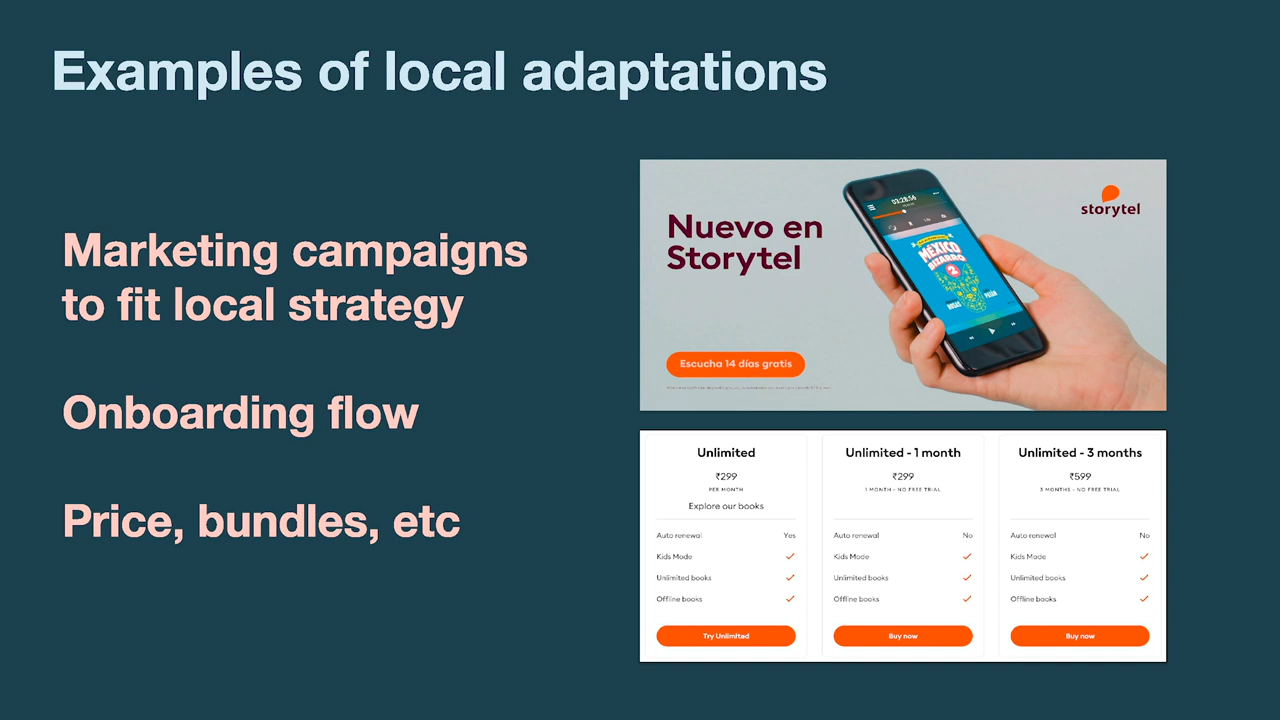 Examples of local adaptations
Marketing campaigns
to fit local strategy
Onboarding flow
Price, bundles, etc
Nuevo en
Storytel
Escucha 14 días gratis
storytel
03:28:56
MÉXICO
BIZARRO
2
Unlimited
₹299
PER MONTH
Explore our books
Auto renewal Yes
Kids Mode
Unlimited books
Offline books
Try Unlimited
Unlimited - 1 month
₹299
1 MONTH - NO FREE TRIAL
Auto renewal No
Kids Mode
Unlimited books
Offline books
Buy now
Unlimited - 3 months
₹599
3 MONTHS - NO FREE TRIAL
Auto renewal No
Kids Mode
Unlimited books
Offline books
Buy now